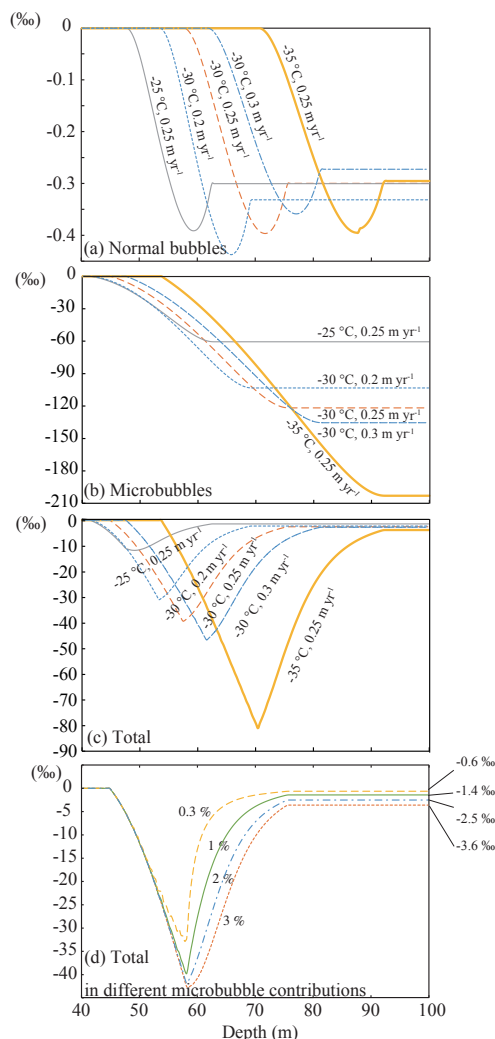 (‰)
0
-0.1
-0.2
-0.3
-0.4
-25 °C, 0.25 m yr-1
-30 °C, 0.2 m yr-1
-30 °C, 0.25 m yr-1
-30 °C, 0.3 m yr-1
-35 °C, 0.25 m yr-1
(a) Normal bubbles
(‰)
0
-30
-60
-90
-120
-150
-180
-210
-25 °C, 0.25 m yr-1
-30 °C, 0.2 m yr-1
-30 °C, 0.25 m yr-1
-30 °C, 0.3 m yr-1
-35 °C, 0.25 m yr-1
(b) Microbubbles
(‰)
0
-10
-20
-30
-40
-50
-60
-70
-80
90
-25 °C, 0.25 m yr-1
-30 °C, 0.2 m yr-1
-30 °C, 0.25 m yr-1
-30 °C, 0.3 m yr-1
-35 °C, 0.25 m yr-1
(c) Total
(‰)
0
-5
-10
-15
-20
-25
-30
-35
-40
0.3 %
1 %
2 %
3 %
-0.6 ‰
-1.4 ‰
-2.5 ‰
-3.6 ‰
(d) Total
in different microbubble contributions
40 50 60 70 80 90 100
Depth (m)